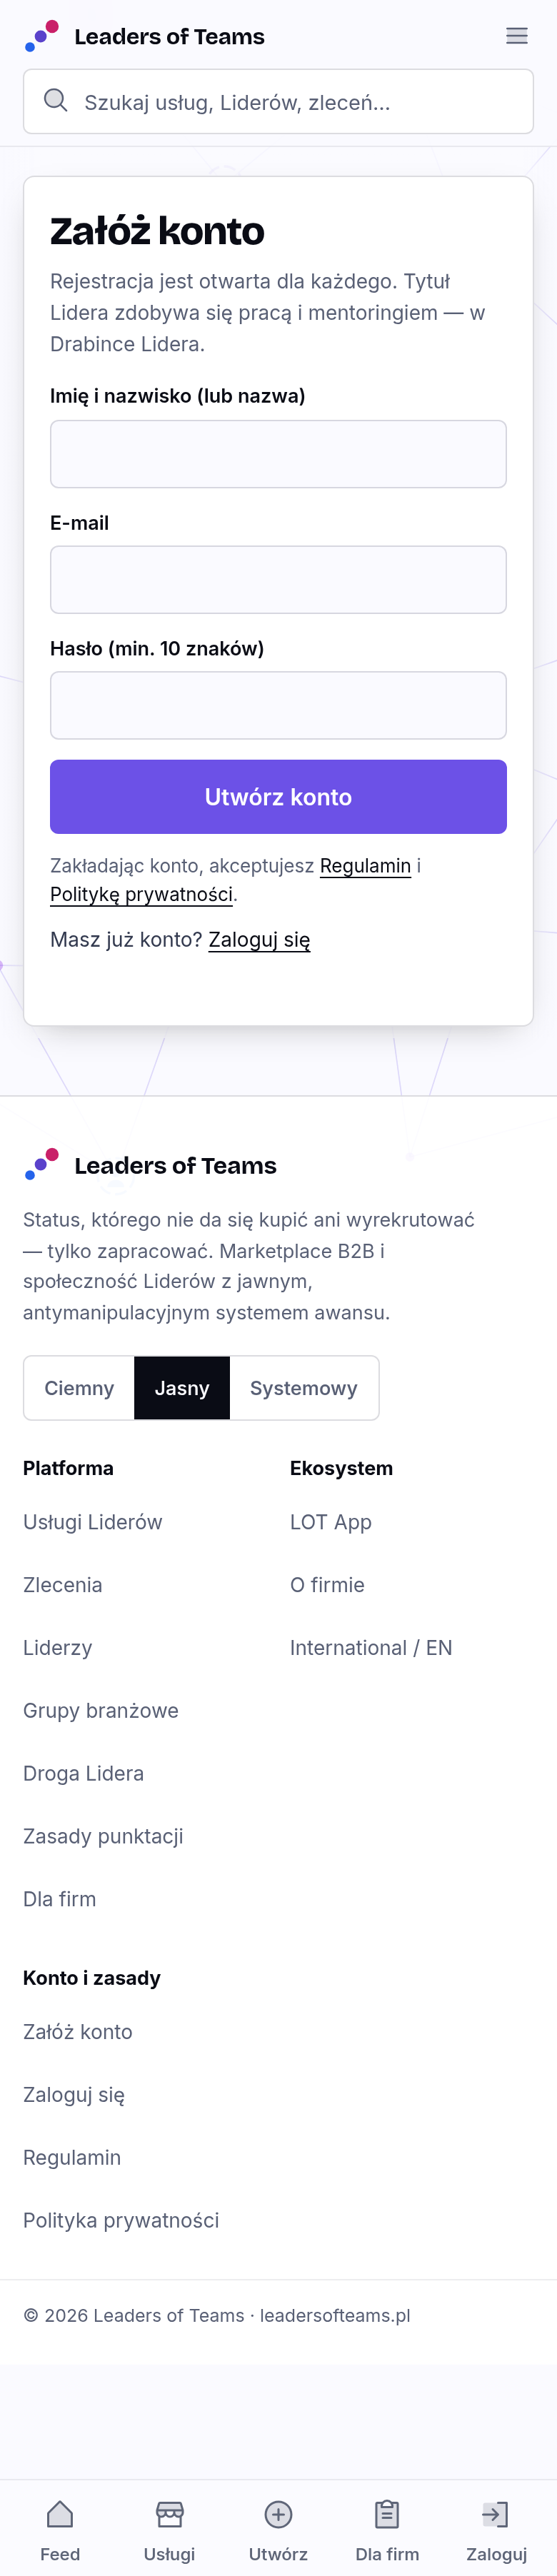 Leaders of Teams
Szukaj usług, Liderów, zleceń...
Załóż konto
Rejestracja jest otwarta dla każdego. Tytuł
Lidera zdobywa się pracą i mentoringiem — w
Drabince Lidera.
Imię i nazwisko (lub nazwa)
E-mail
Hasło (min. 10 znaków)
Utwórz konto
Zakładając konto, akceptujesz Regulamin i
Politykę prywatności.
Masz już konto? Zaloguj się
Leaders of Teams
Status, którego nie da się kupić ani wyrekrutować
— tylko zapracować. Marketplace B2B i
społeczność Liderów z jawnym,
antymanipulacyjnym systemem awansu.
Ciemny Jasny Systemowy
Platforma
Usługi Liderów
Zlecenia
Liderzy
Grupy branżowe
Droga Lidera
Zasady punktacji
Dla firm
Ekosystem
LOT App
O firmie
International / EN
Konto i zasady
Załóż konto
Zaloguj się
Regulamin
Polityka prywatności
© 2026 Leaders of Teams · leadersofteams.pl
Feed Usługi Utwórz Dla firm Zaloguj